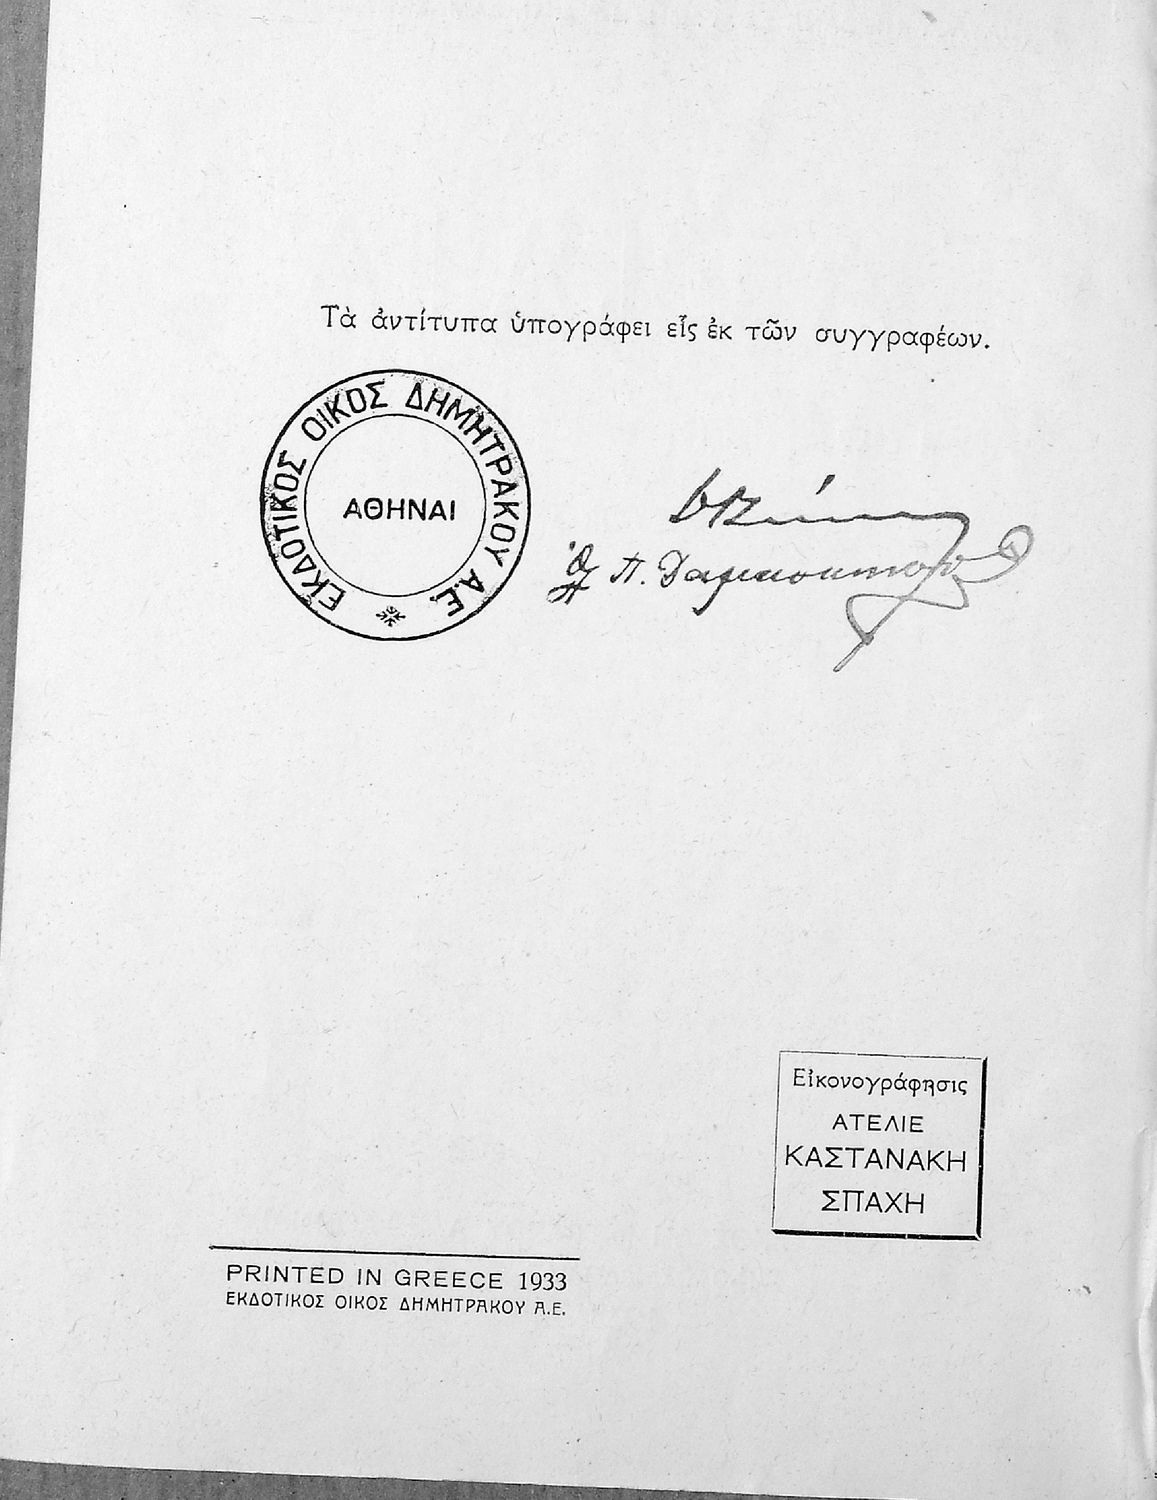 Τὰ ἀντίτυπα ὑπογράφει εἷς ἐκ τῶν συγγραφέων.
ΕΚΔΟΤΙΚΟΣ ΟΙΚΟΣ ΔΗΜΗΤΡΑΚΟΥ Α.Ε.
ΑΘΗΝΑΙ
Π.
Εἰκονογράφησις
ΑΤΕΛΙΕ
ΚΑΣΤΑΝΑΚΗ
ΣΠΑΧΗ
PRINTED IN GREECE 1933
ΕΚΔΟΤΙΚΟΣ ΟΙΚΟΣ ΔΗΜΗΤΡΑΚΟΥ Α.Ε.